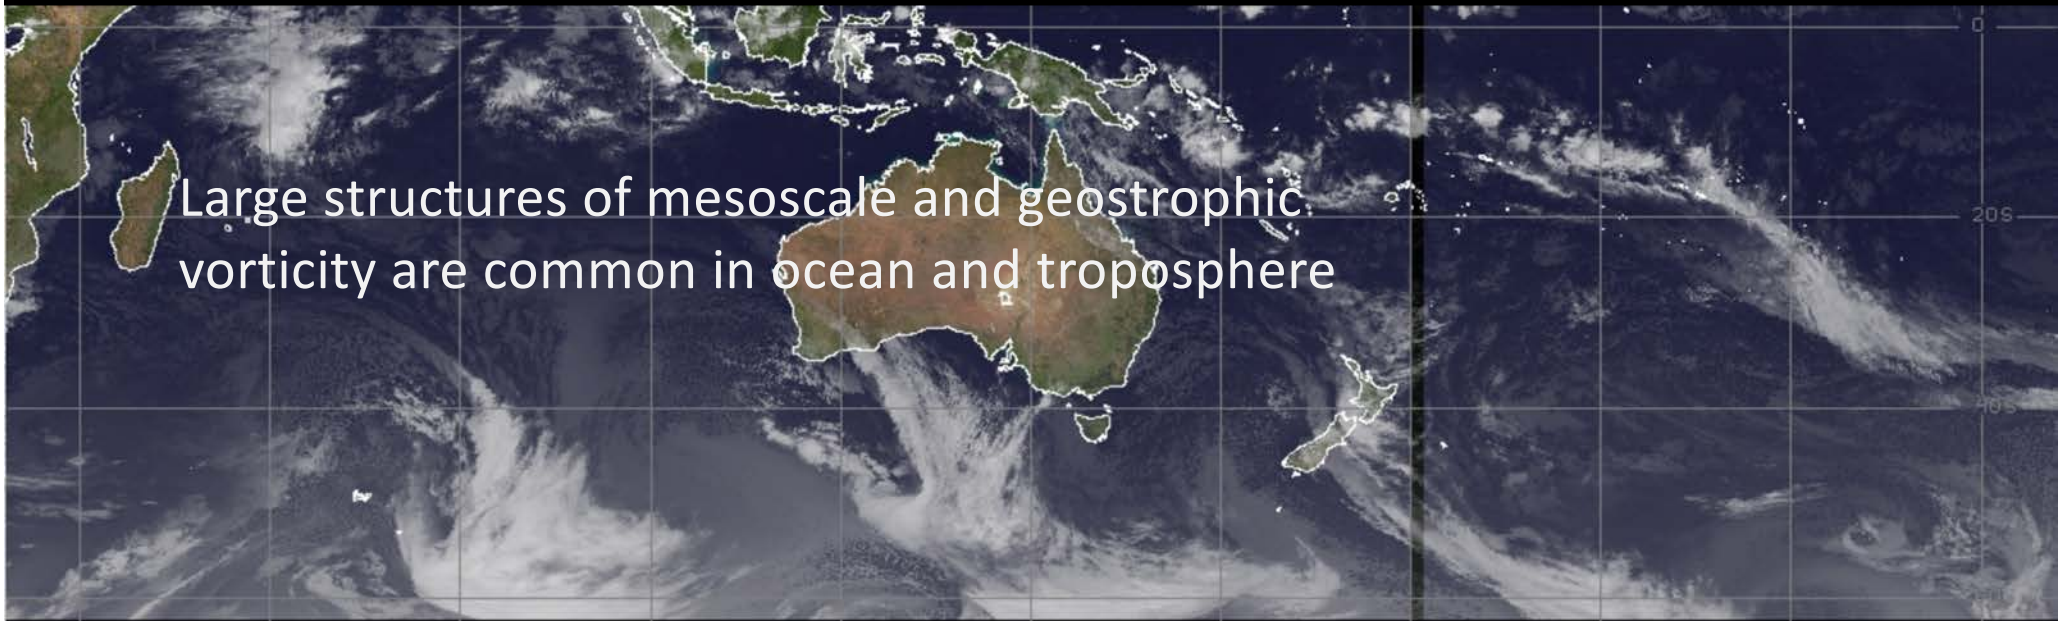 0
Large structures of mesoscale and geostrophic
20S
vorticity are common in ocean and troposphere
40S